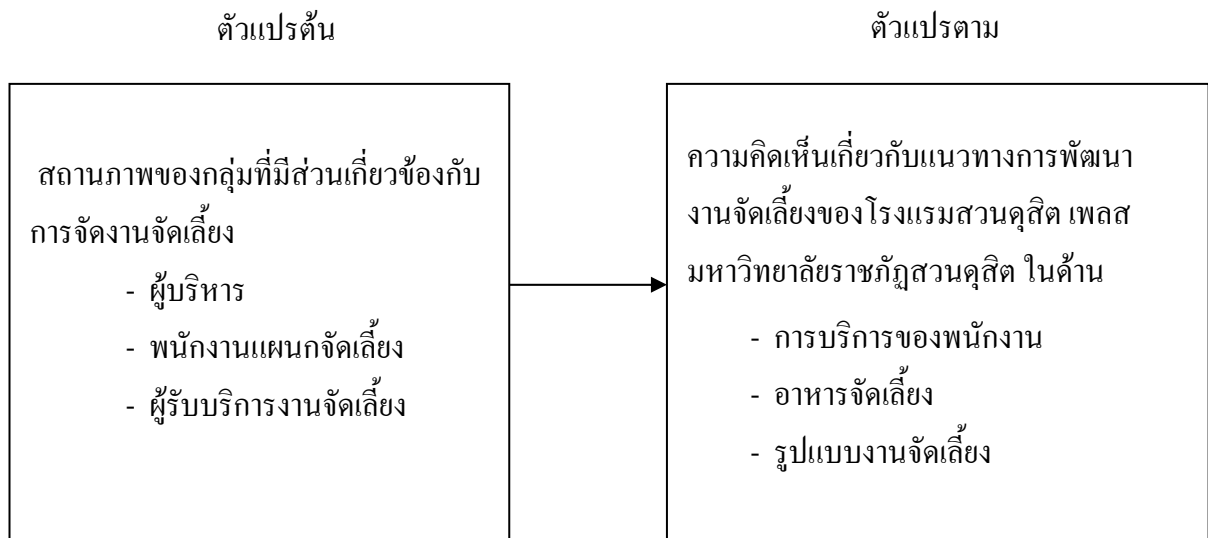 ตัวแปรต้น
ตัวแปรตาม
สถานภาพของกลุ่มที่มีส่วนเกี่ยวข้องกับ
การจัดงานจัดเลี้ยง
- ผู้บริหาร
- พนักงานแผนกจัดเลี้ยง
- ผู้รับบริการงานจัดเลี้ยง
ความคิดเห็นเกี่ยวกับแนวทางการพัฒนา
งานจัดเลี้ยงของโรงแรมสวนดุสิต เพลส
มหาวิทยาลัยราชภัฏสวนดุสิต ในด้าน
- การบริการของพนักงาน
- อาหารจัดเลี้ยง
- รูปแบบงานจัดเลี้ยง